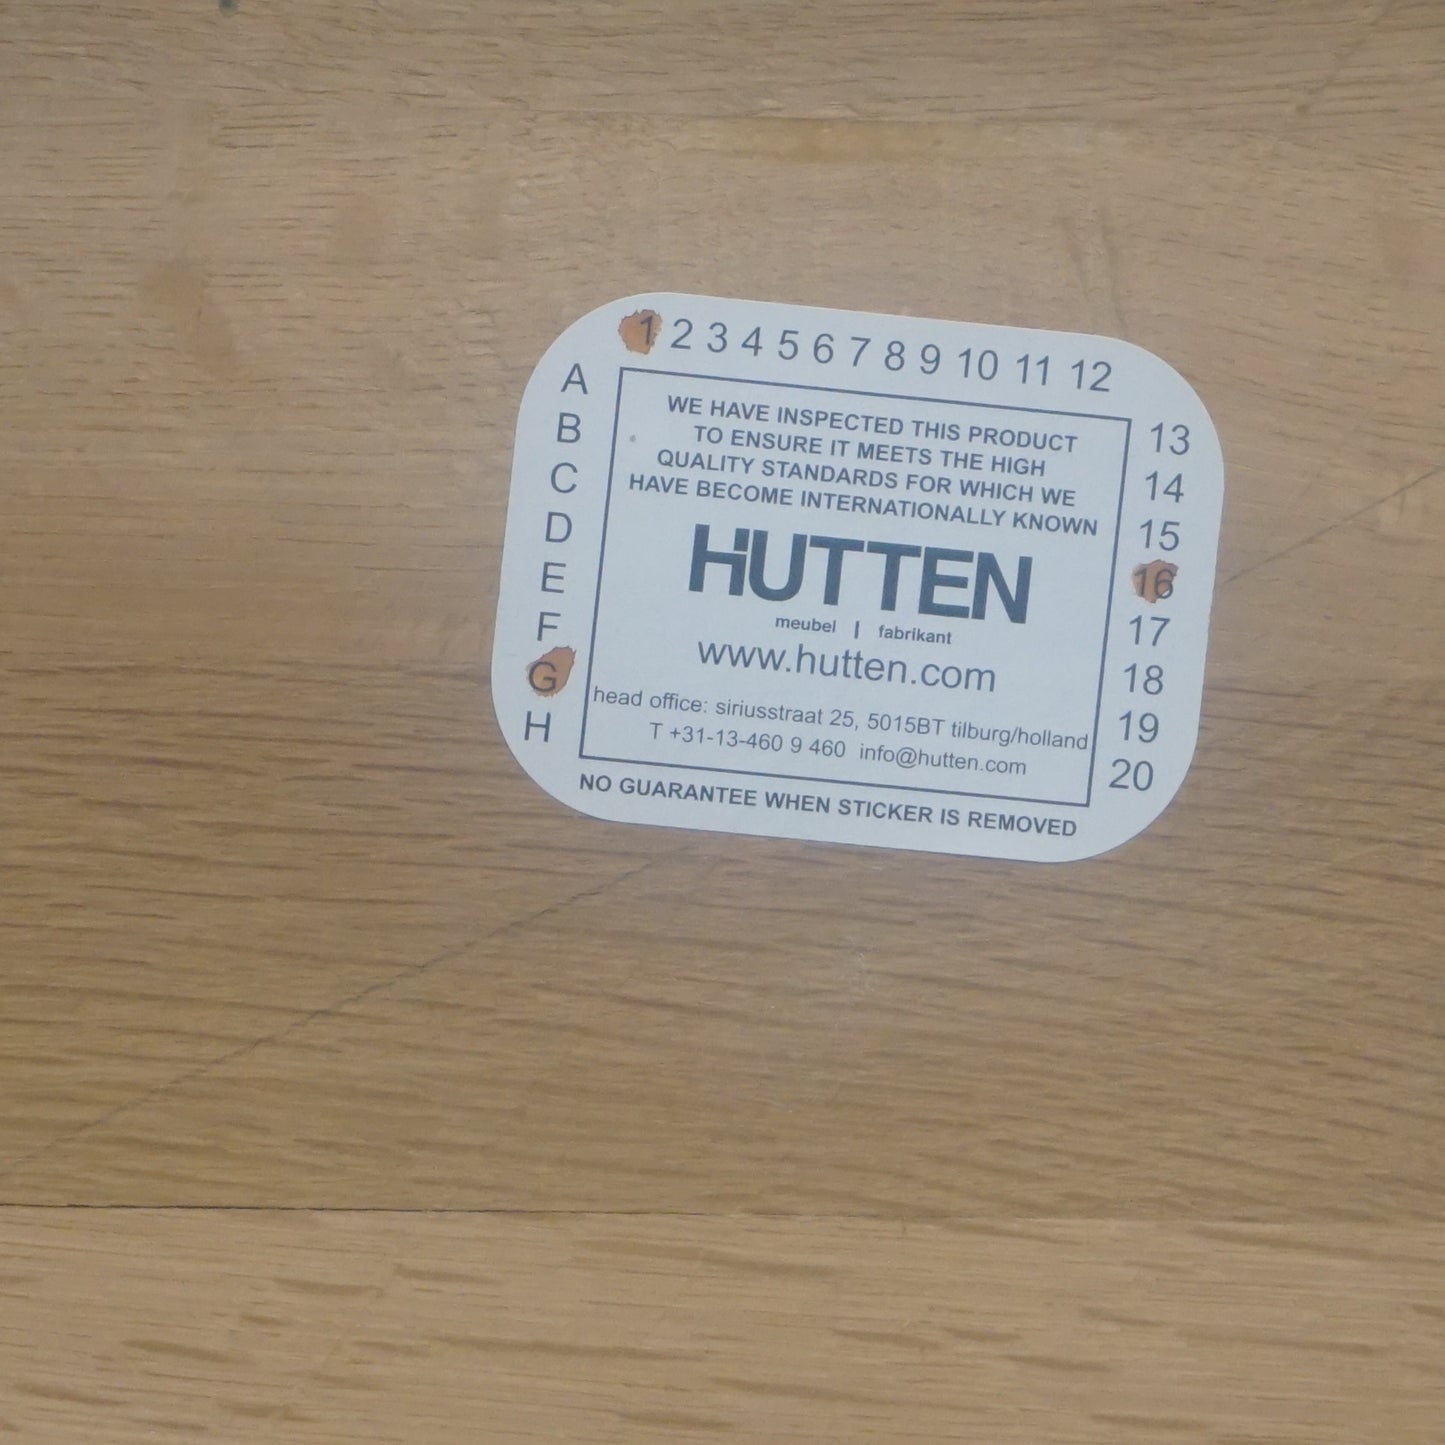 1 2 3 4 5 6 7 8 9 10 11 12
A
B
C
D
E
F
G
H
WE HAVE INSPECTED THIS PRODUCT
TO ENSURE IT MEETS THE HIGH
QUALITY STANDARDS FOR WHICH WE
HAVE BECOME INTERNATIONALLY KNOWN
HUTTEN
meubel | fabrikant
www.hutten.com
head office: siriusstraat 25, 5015BT tilburg/holland
T +31-13-460 9 460 info@hutten.com
13
14
15
16
17
18
19
20
NO GUARANTEE WHEN STICKER IS REMOVED